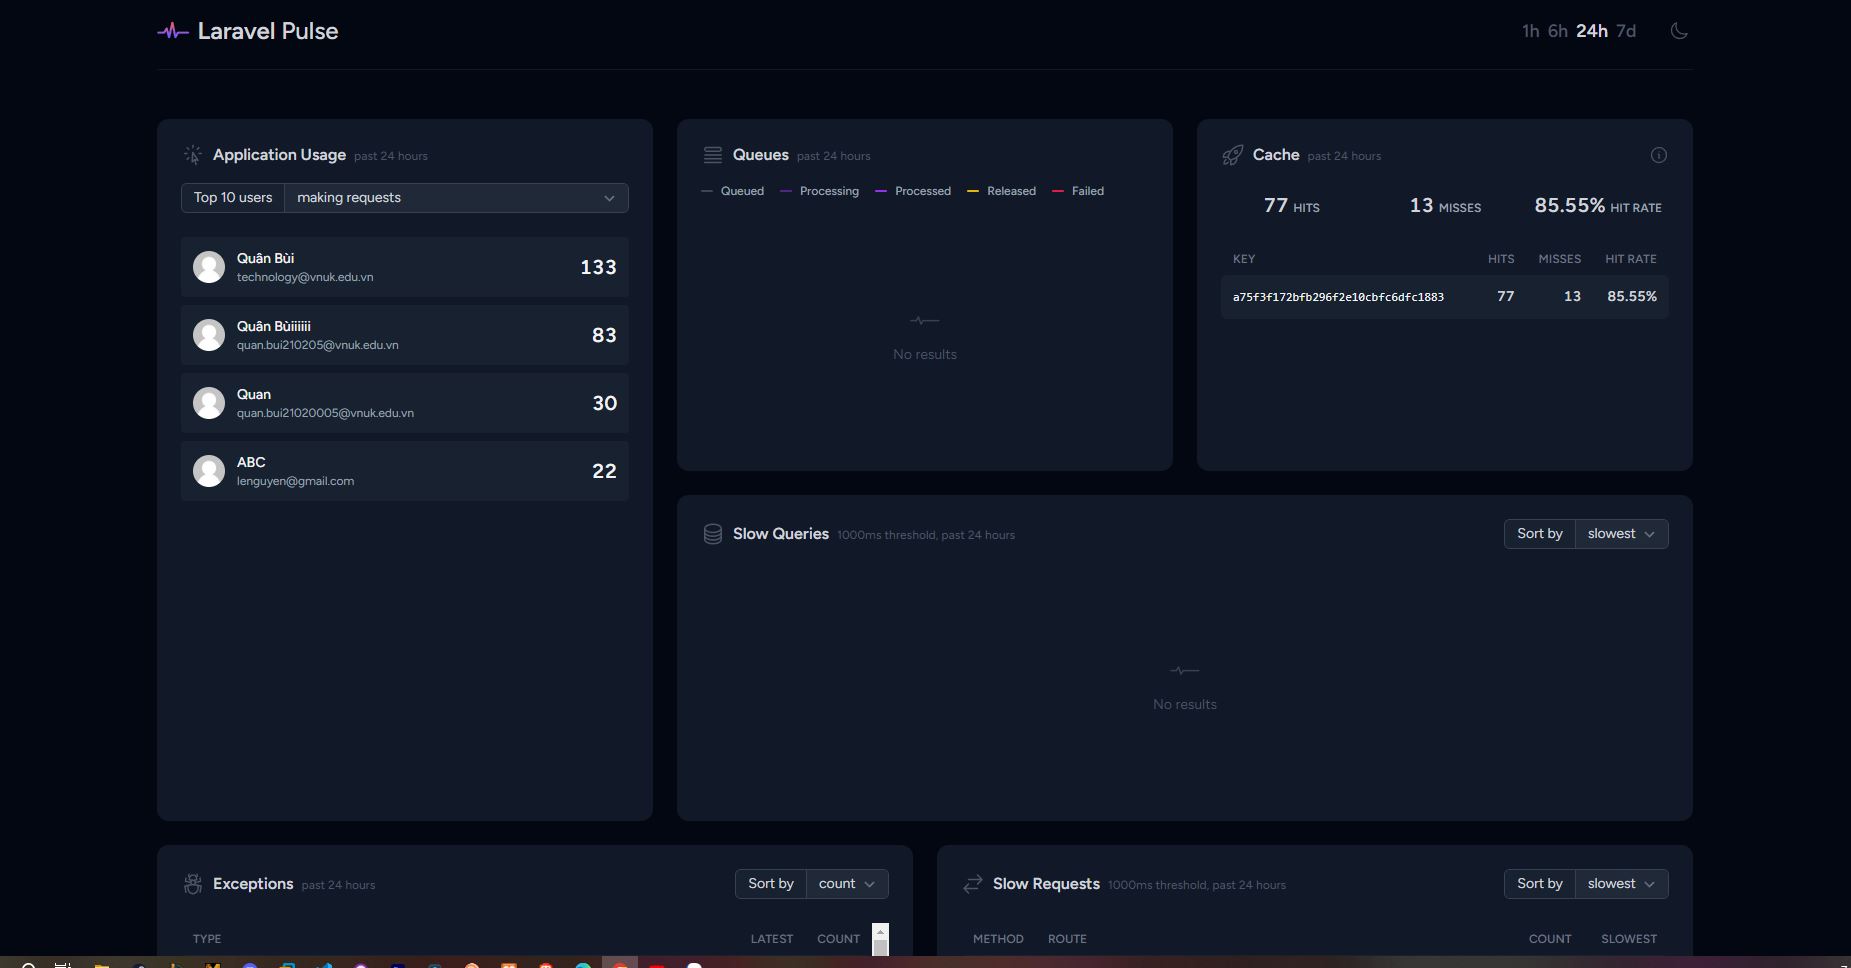 Laravel Pulse
1h 6h 24h 7d
Application Usage past 24 hours
Top 10 users making requests
Quân Bùi
technology@vnuk.edu.vn
133
Quân Bùiiiiii
quan.bui210205@vnuk.edu.vn
83
Quan
quan.bui21020005@vnuk.edu.vn
30
ABC
lenguyen@gmail.com
22
Queues past 24 hours
Queued Processing Processed Released Failed
No results
Cache past 24 hours
77 HITS 13 MISSES 85.55% HIT RATE
KEY HITS MISSES HIT RATE
a75f3f172bfb296f2e10cbfc6dfc1883 77 13 85.55%
Slow Queries 1000ms threshold, past 24 hours
Sort by slowest
No results
Exceptions past 24 hours
Sort by count
TYPE LATEST COUNT
Slow Requests 1000ms threshold, past 24 hours
Sort by slowest
METHOD ROUTE COUNT SLOWEST